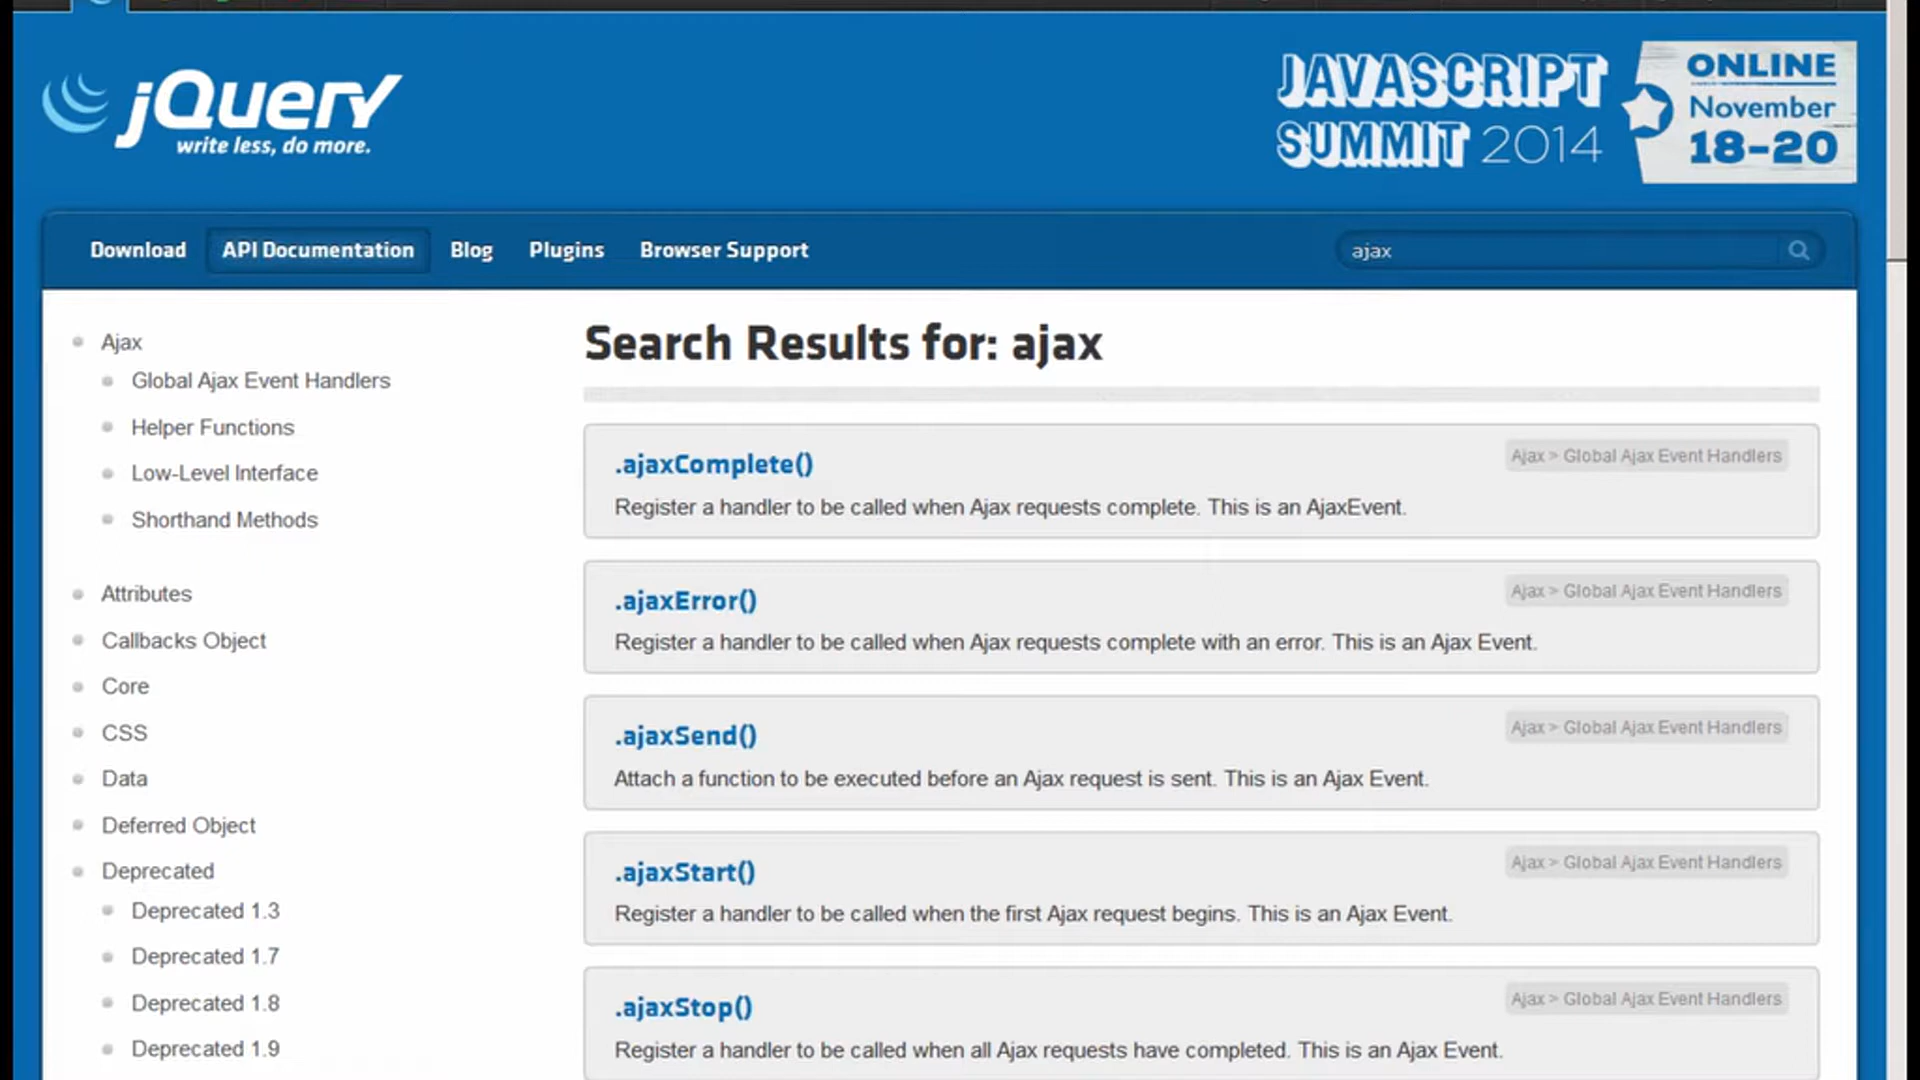 jQuery
write less, do more.
JAVASCRIPT
SUMMIT 2014
ONLINE
November
18-20
Download API Documentation Blog Plugins Browser Support ajax
Ajax
Global Ajax Event Handlers
Helper Functions
Low-Level Interface
Shorthand Methods
Attributes
Callbacks Object
Core
CSS
Data
Deferred Object
Deprecated
Deprecated 1.3
Deprecated 1.7
Deprecated 1.8
Deprecated 1.9
Search Results for: ajax
.ajaxComplete()
Ajax > Global Ajax Event Handlers
Register a handler to be called when Ajax requests complete. This is an AjaxEvent.
.ajaxError()
Ajax > Global Ajax Event Handlers
Register a handler to be called when Ajax requests complete with an error. This is an Ajax Event.
.ajaxSend()
Ajax > Global Ajax Event Handlers
Attach a function to be executed before an Ajax request is sent. This is an Ajax Event.
.ajaxStart()
Ajax > Global Ajax Event Handlers
Register a handler to be called when the first Ajax request begins. This is an Ajax Event.
.ajaxStop()
Ajax > Global Ajax Event Handlers
Register a handler to be called when all Ajax requests have completed. This is an Ajax Event.